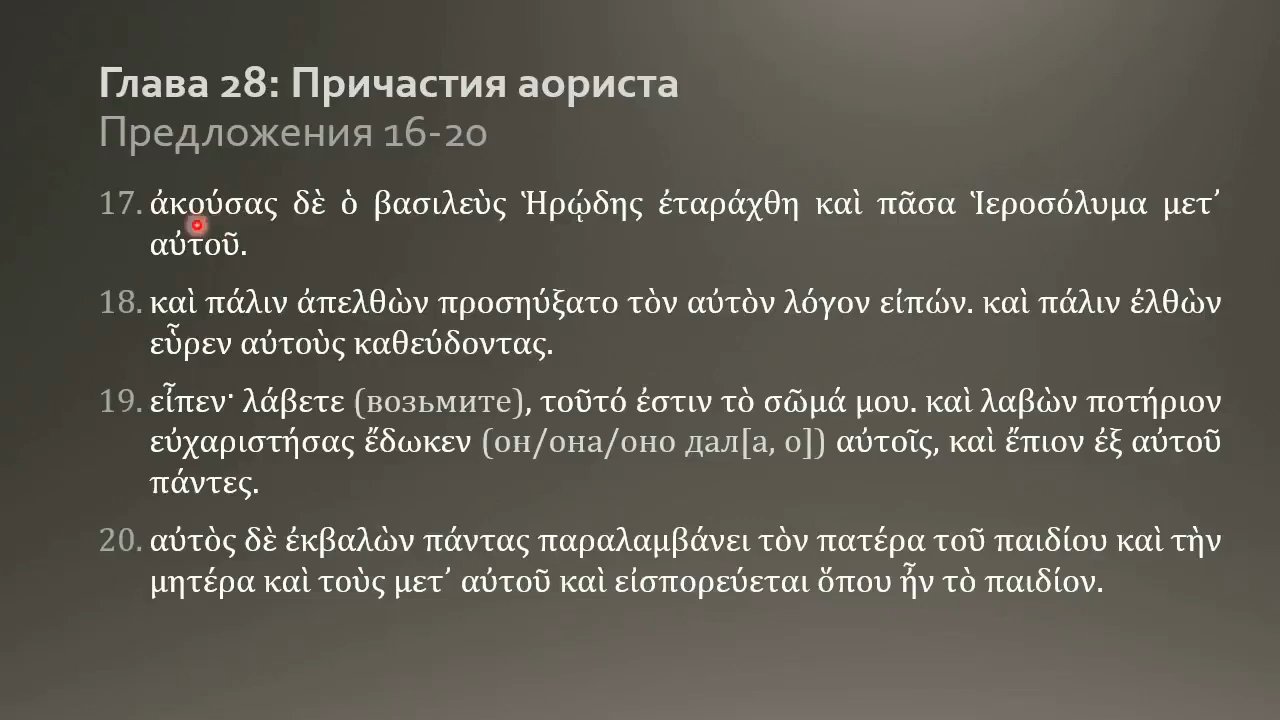 Глава 28: Причастия аориста
Предложения 16-20
17. ἀκούσας δὲ ὁ βασιλεὺς Ἡρῴδης ἐταράχθη καὶ πᾶσα Ἱεροσόλυμα μετ᾽
αὐτοῦ.
18. καὶ πάλιν ἀπελθὼν προσηύξατο τὸν αὐτὸν λόγον εἰπών. καὶ πάλιν ἐλθὼν
εὗρεν αὐτοὺς καθεύδοντας.
19. εἶπεν· λάβετε (возьмите), τοῦτό ἐστιν τὸ σῶμά μου. καὶ λαβὼν ποτήριον
εὐχαριστήσας ἔδωκεν (он/она/оно дал[а, о]) αὐτοῖς, καὶ ἔπιον ἐξ αὐτοῦ
πάντες.
20. αὐτὸς δὲ ἐκβαλὼν πάντας παραλαμβάνει τὸν πατέρα τοῦ παιδίου καὶ τὴν
μητέρα καὶ τοὺς μετ᾽ αὐτοῦ καὶ εἰσπορεύεται ὅπου ἦν τὸ παιδίον.